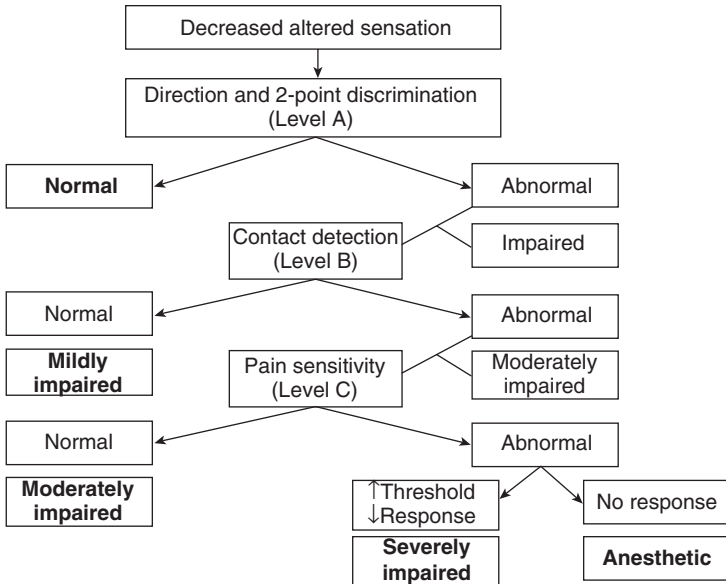 Decreased altered sensation
Direction and 2-point discrimination
(Level A)
Normal
Abnormal
Contact detection
(Level B)
Impaired
Normal
Abnormal
Mildly
impaired
Pain sensitivity
(Level C)
Moderately
impaired
Normal
Abnormal
Moderately
impaired
↑Threshold
↓Response
No response
Severely
impaired
Anesthetic